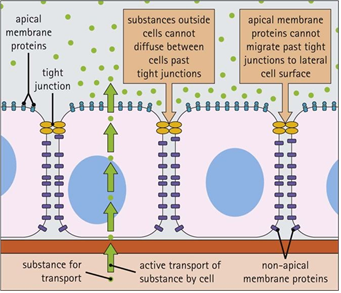 apical
membrane
proteins
tight
junction
substances outside
cells cannot
diffuse between
cells past
tight junctions
apical membrane
proteins cannot
migrate past tight
junctions to lateral
cell surface
substance for
transport
active transport of
substance by cell
non-apical
membrane proteins